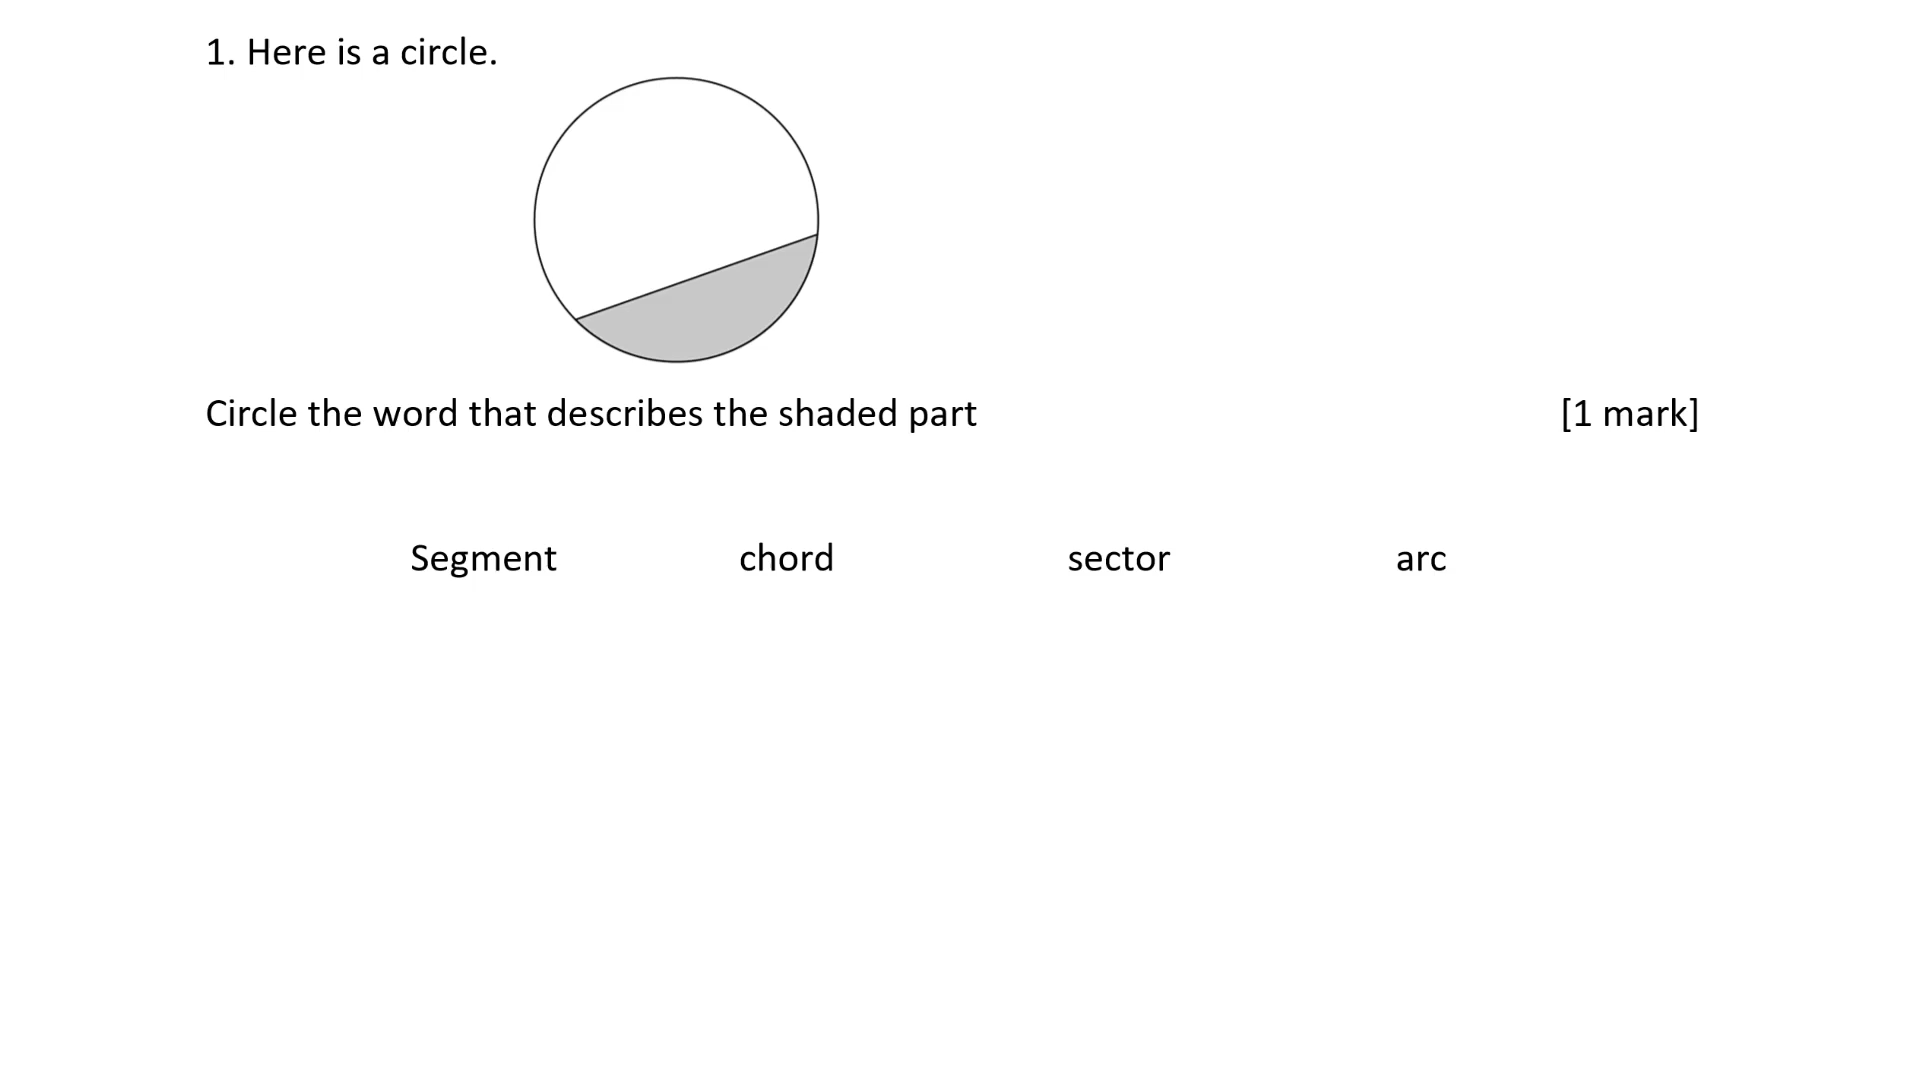 1. Here is a circle.
Circle the word that describes the shaded part [1 mark]
Segment chord sector arc